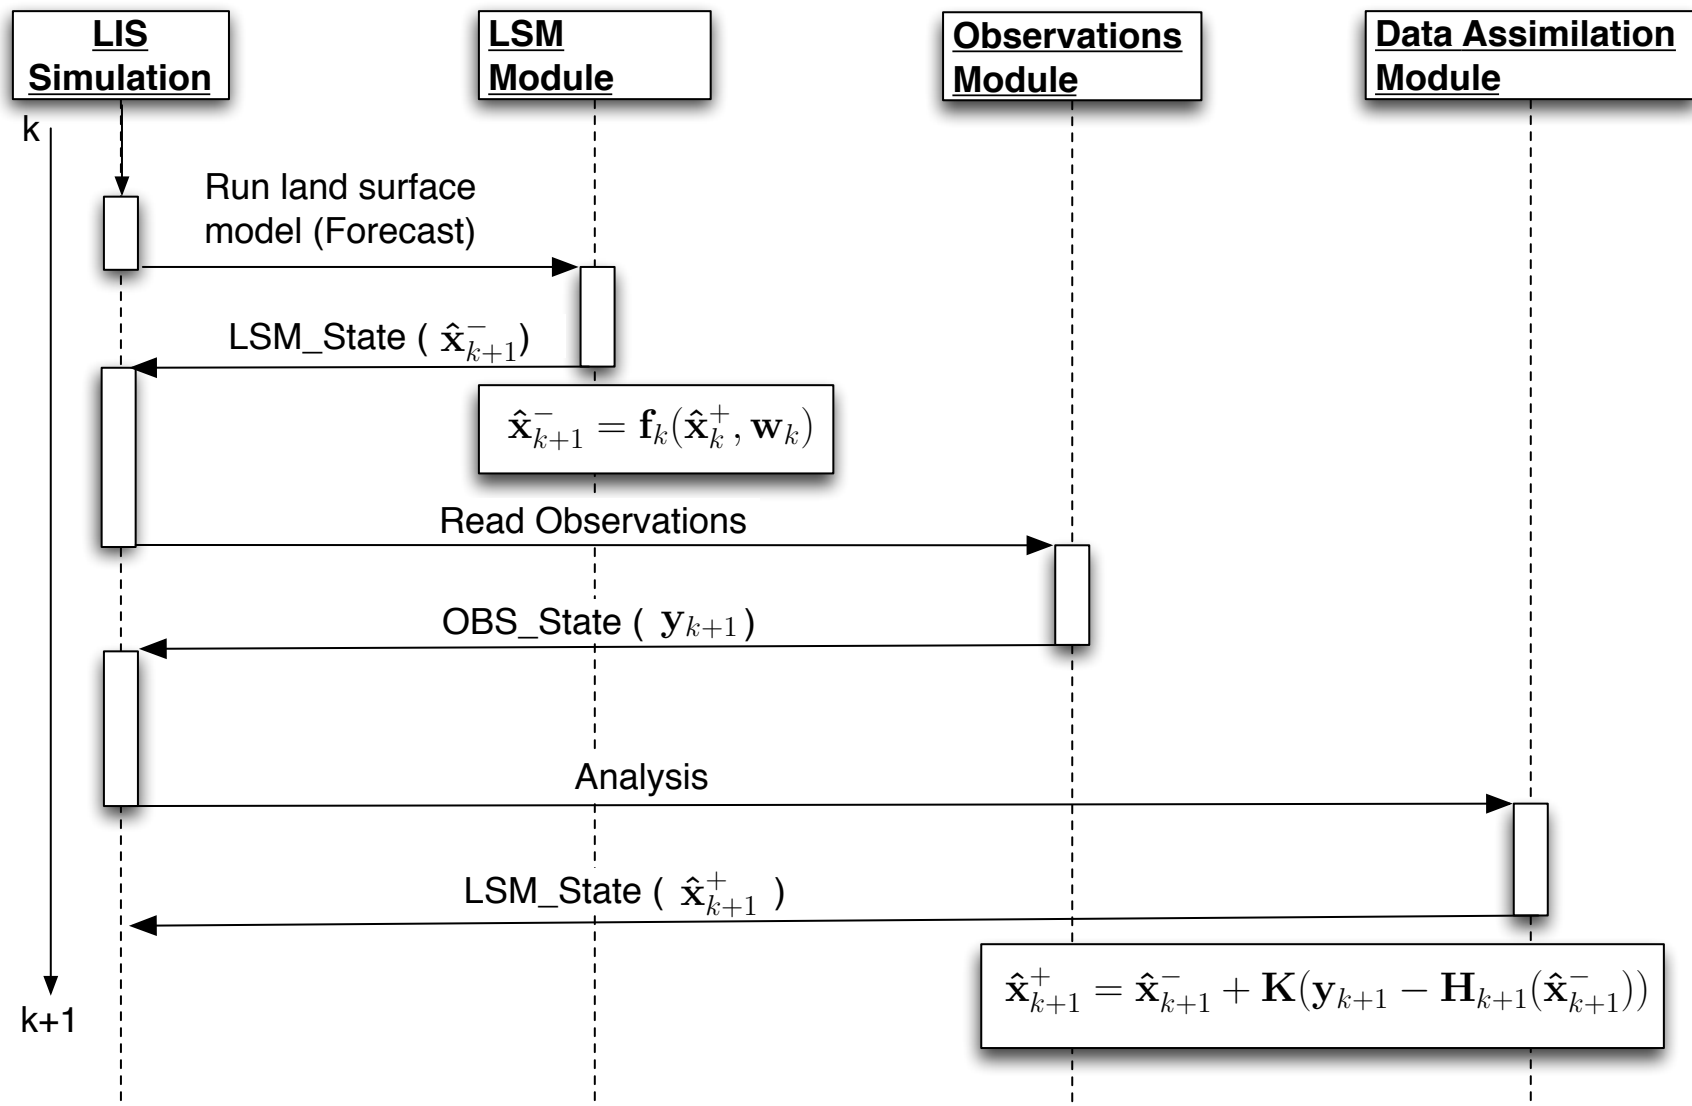 LIS
Simulation
LSM
Module
Observations
Module
Data Assimilation
Module
k
Run land surface
model (Forecast)
LSM_State ( x̂⁻ₖ₊₁)
x̂⁻ₖ₊₁ = fₖ(x̂⁺ₖ, wₖ)
Read Observations
OBS_State ( yₖ₊₁)
Analysis
LSM_State ( x̂⁺ₖ₊₁ )
x̂⁺ₖ₊₁ = x̂⁻ₖ₊₁ + K(yₖ₊₁ − Hₖ₊₁(x̂⁻ₖ₊₁))
k+1